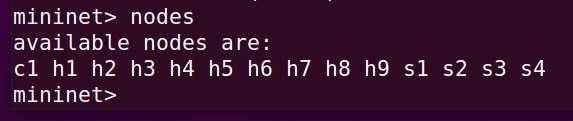 mininet> nodes
available nodes are:
c1 h1 h2 h3 h4 h5 h6 h7 h8 h9 s1 s2 s3 s4
mininet>